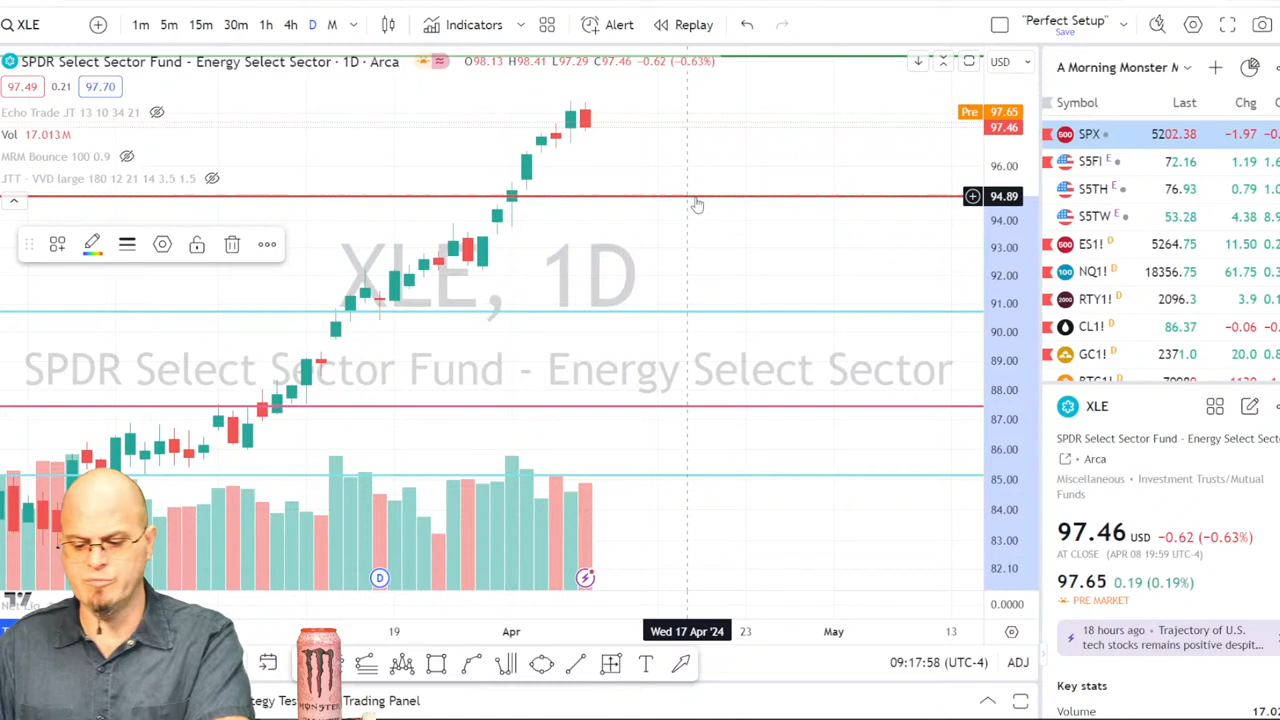 XLE
1m 5m 15m 30m 1h 4h D M
Indicators
Alert
Replay
"Perfect Setup"
Save
SPDR Select Sector Fund - Energy Select Sector · 1D · Arca
O98.13 H98.41 L97.29 C97.46 -0.62 (-0.63%)
USD
97.49 0.21 97.70
Echo Trade JT 13 10 34 21
Vol 17.013M
MRM Bounce 100 0.9
JTT - VVD large 180 12 21 14 3.5 1.5
Pre 97.65
97.46
96.00
94.89
94.00
93.00
92.00
91.00
90.00
89.00
88.00
87.00
86.00
85.00
84.00
83.00
82.10
0.0000
XLE, 1D
SPDR Select Sector Fund - Energy Select Sector
D
Net Liq
19 Apr Wed 17 Apr '24 23 May 13
09:17:58 (UTC-4) ADJ
Trading Panel
MONSTER
A Morning Monster
Symbol Last Chg
500 SPX 5202.38 -1.97
S5FI E 72.16 1.19
S5TH E 76.93 0.79
S5TW E 53.28 4.38
500 ES1! D 5264.75 11.50
100 NQ1! D 18356.75 61.75
2000 RTY1! D 2096.3 3.9
CL1! D 86.37 -0.06
GC1! D 2371.0 20.0
XLE
SPDR Select Sector Fund - Energy Select Secto
Arca
Miscellaneous · Investment Trusts/Mutual
Funds
97.46 USD -0.62 (-0.63%)
AT CLOSE (APR 08 19:59 UTC-4)
97.65 0.19 (0.19%)
PRE MARKET
18 hours ago · Trajectory of U.S.
tech stocks remains positive despit...
Key stats
Volume 17.0